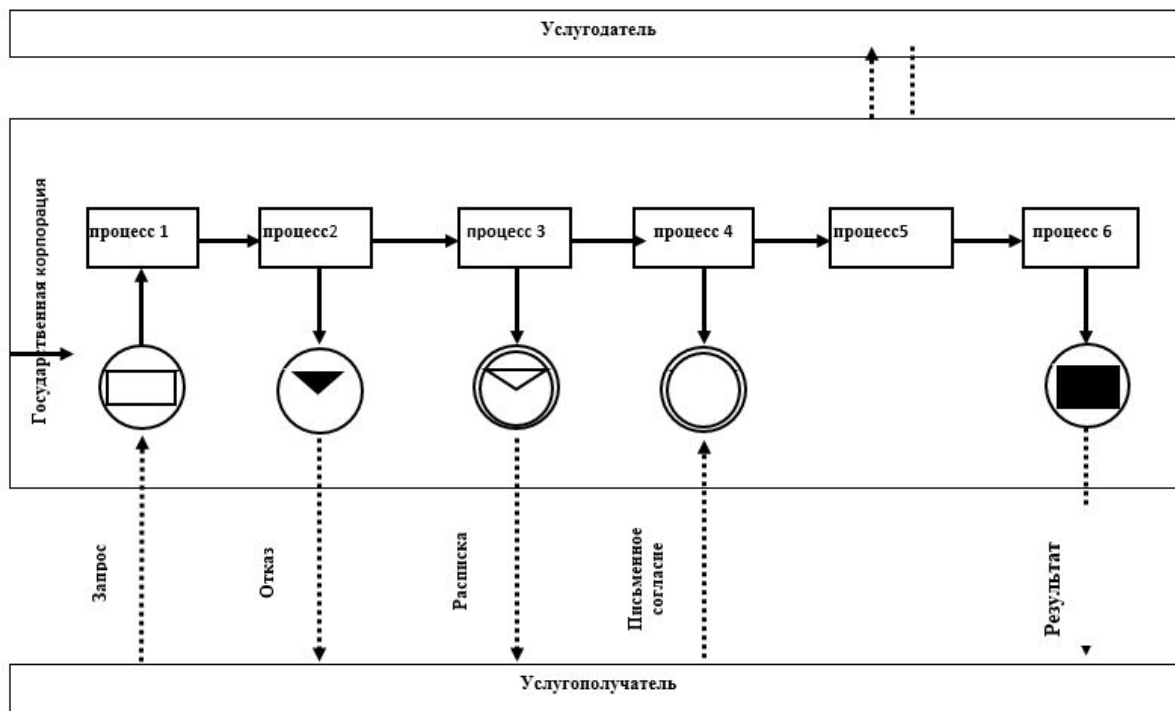 Услугодатель
Государственная корпорация
процесс 1
процесс2
процесс 3
процесс 4
процесс5
процесс 6
Запрос
Отказ
Расписка
Письменное
согласие
Результат
Услугополучатель